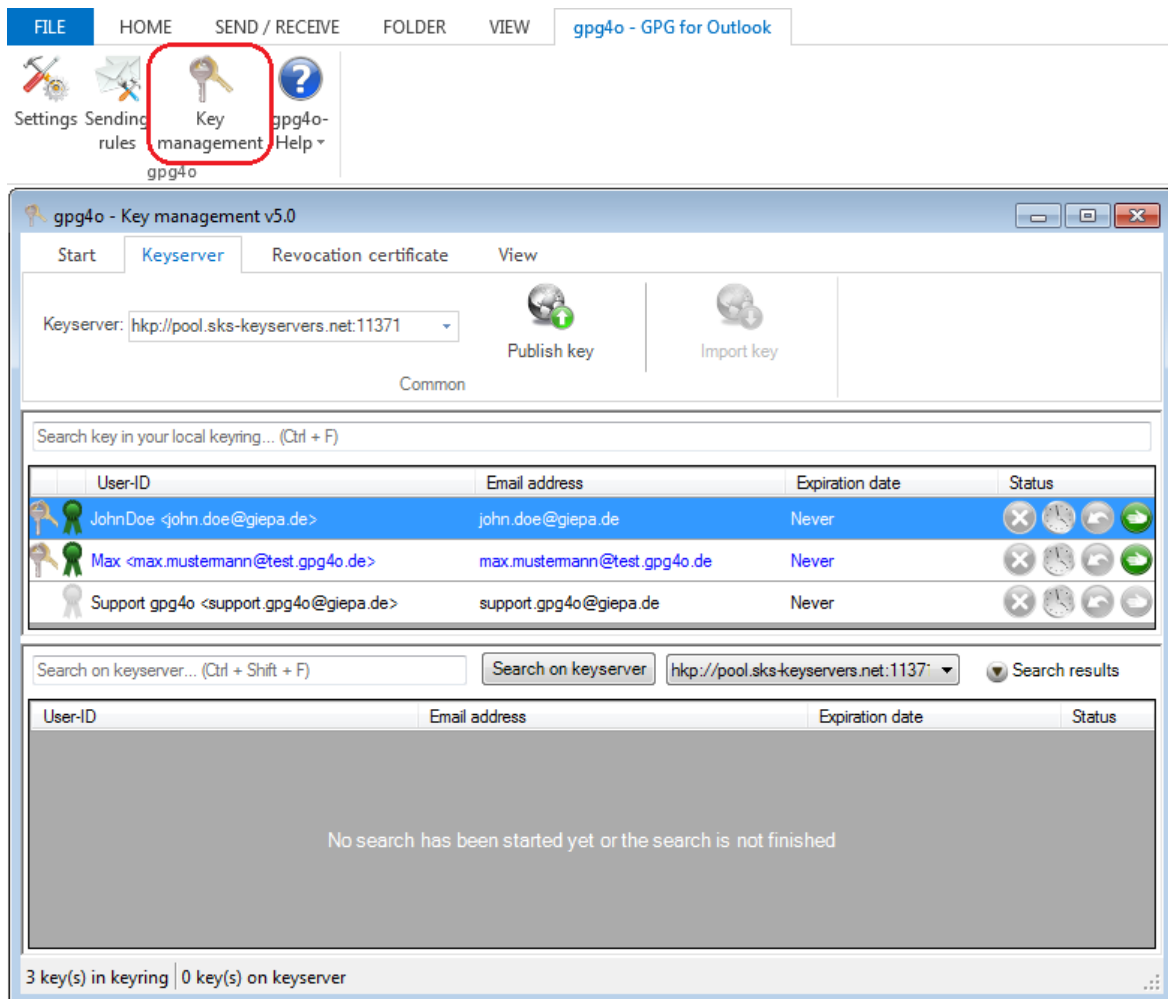 FILE HOME SEND / RECEIVE FOLDER VIEW gpg4o - GPG for Outlook
Settings Sending rules Key management gpg4o-Help
gpg4o
gpg4o - Key management v5.0
Start Keyserver Revocation certificate View
Keyserver: hkp://pool.sks-keyservers.net:11371
Publish key Import key
Common
Search key in your local keyring... (Ctrl + F)
User-ID Email address Expiration date Status
JohnDoe <john.doe@giepa.de> john.doe@giepa.de Never
Max <max.mustermann@test.gpg4o.de> max.mustermann@test.gpg4o.de Never
Support gpg4o <support.gpg4o@giepa.de> support.gpg4o@giepa.de Never
Search on keyserver... (Ctrl + Shift + F) Search on keyserver hkp://pool.sks-keyservers.net:1137 Search results
User-ID Email address Expiration date Status
No search has been started yet or the search is not finished
3 key(s) in keyring 0 key(s) on keyserver